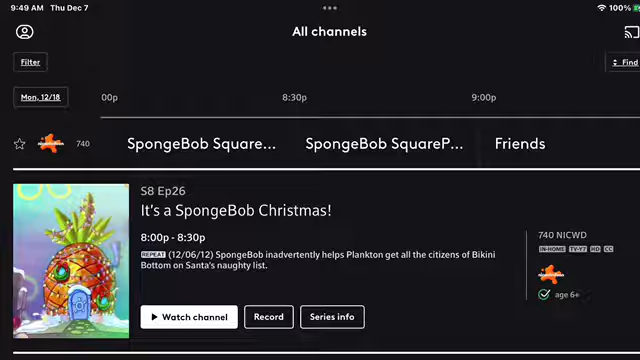 9:49 AM Thu Dec 7
100%
All channels
Filter
Find
Mon, 12/18
00p
8:30p
9:00p
nickelodeon
740
SpongeBob Square...
SpongeBob SquareP...
Friends
S8 Ep26
It's a SpongeBob Christmas!
8:00p - 8:30p
REPEAT (12/06/12) SpongeBob inadvertently helps Plankton get all the citizens of Bikini
Bottom on Santa's naughty list.
740 NICWD
IN-HOME TV-Y7 HD CC
nickelodeon
age 6+
Watch channel
Record
Series info